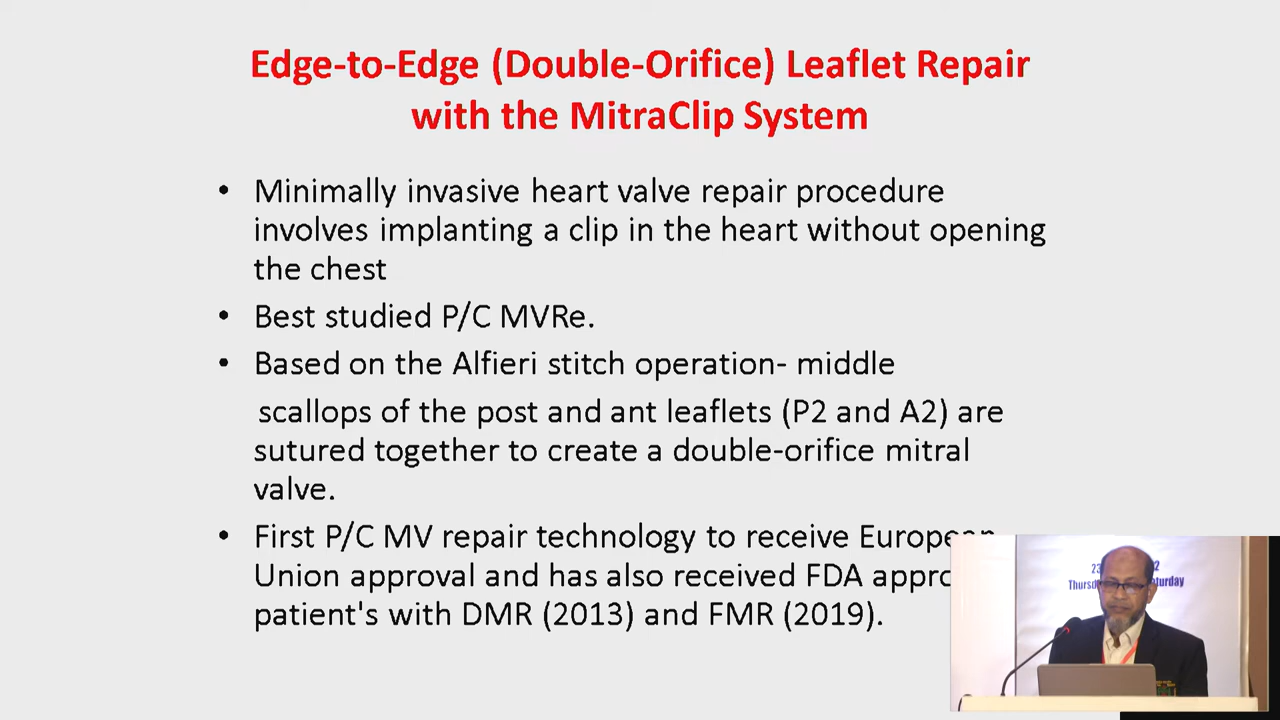 Edge-to-Edge (Double-Orifice) Leaflet Repair
with the MitraClip System
• Minimally invasive heart valve repair procedure
involves implanting a clip in the heart without opening
the chest
• Best studied P/C MVRe.
• Based on the Alfieri stitch operation- middle
scallops of the post and ant leaflets (P2 and A2) are
sutured together to create a double-orifice mitral
valve.
• First P/C MV repair technology to receive European
Union approval and has also received FDA
patient's with DMR (2013) and FMR (2019).